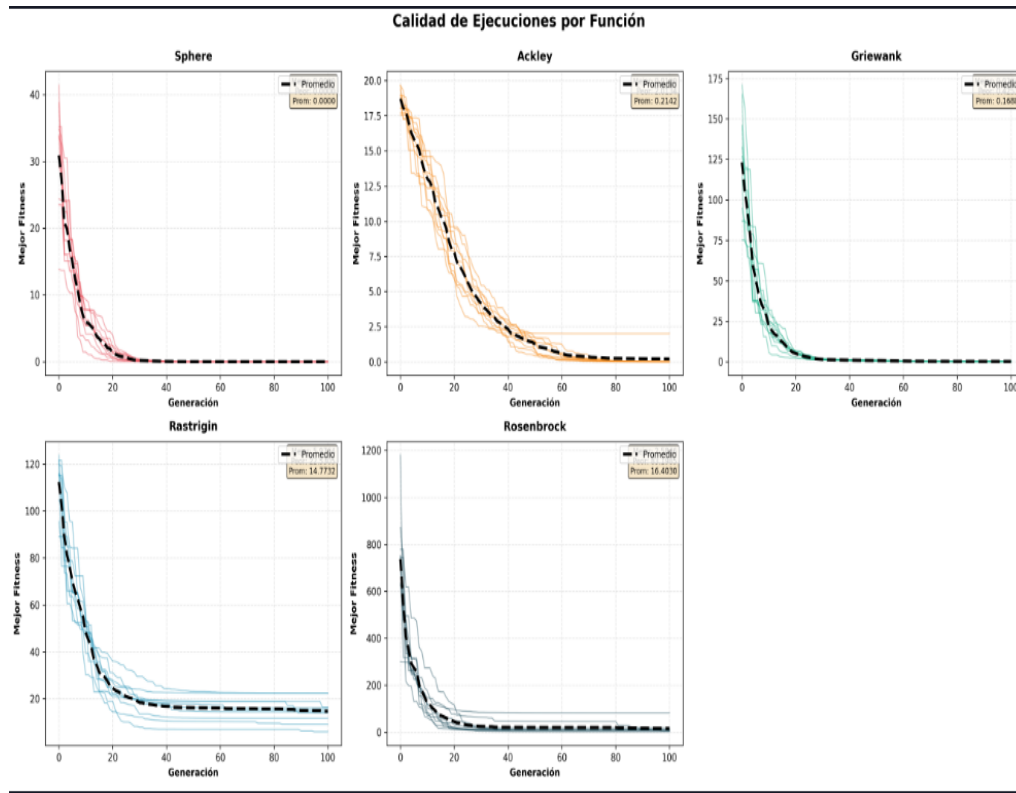 Calidad de Ejecuciones por Función
Sphere
Mejor Fitness
40
30
20
10
0
0 20 40 60 80 100
Generación
Promedio
Prom: 0.0000
Ackley
Mejor Fitness
20.0
17.5
15.0
12.5
10.0
7.5
5.0
2.5
0.0
0 20 40 60 80 100
Generación
Promedio
Prom: 0.2142
Griewank
Mejor Fitness
175
150
125
100
75
50
25
0
0 20 40 60 80 100
Generación
Promedio
Rastrigin
Mejor Fitness
120
100
80
60
40
20
0 20 40 60 80 100
Generación
Promedio
Prom: 14.7732
Rosenbrock
Mejor Fitness
1200
1000
800
600
400
200
0
0 20 40 60 80 100
Generación
Promedio
Prom: 16.4030